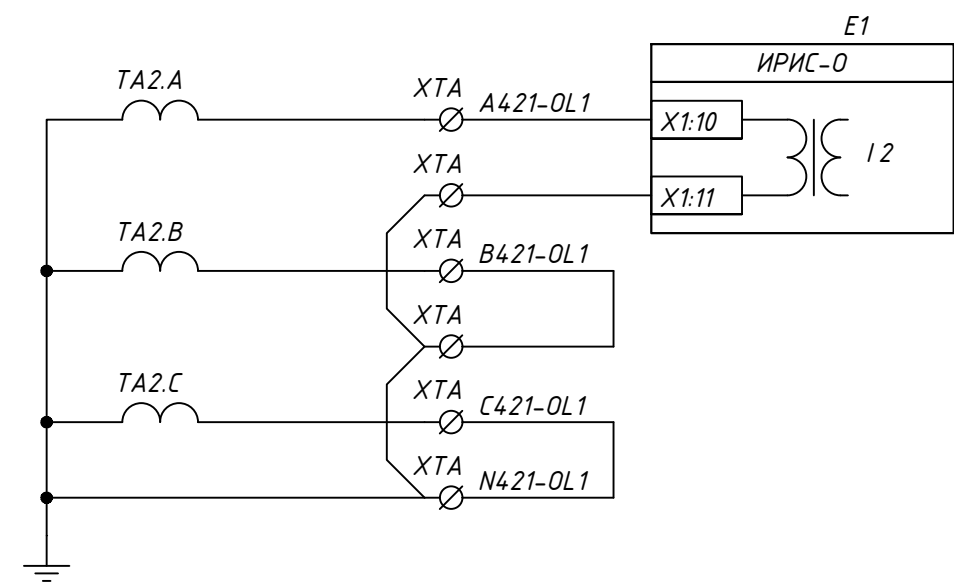 E1
ИРИС-О
TA2.A
XTA
A421-OL1
X1:10
I 2
XTA
X1:11
TA2.B
XTA
B421-OL1
XTA
TA2.C
XTA
C421-OL1
XTA
N421-OL1